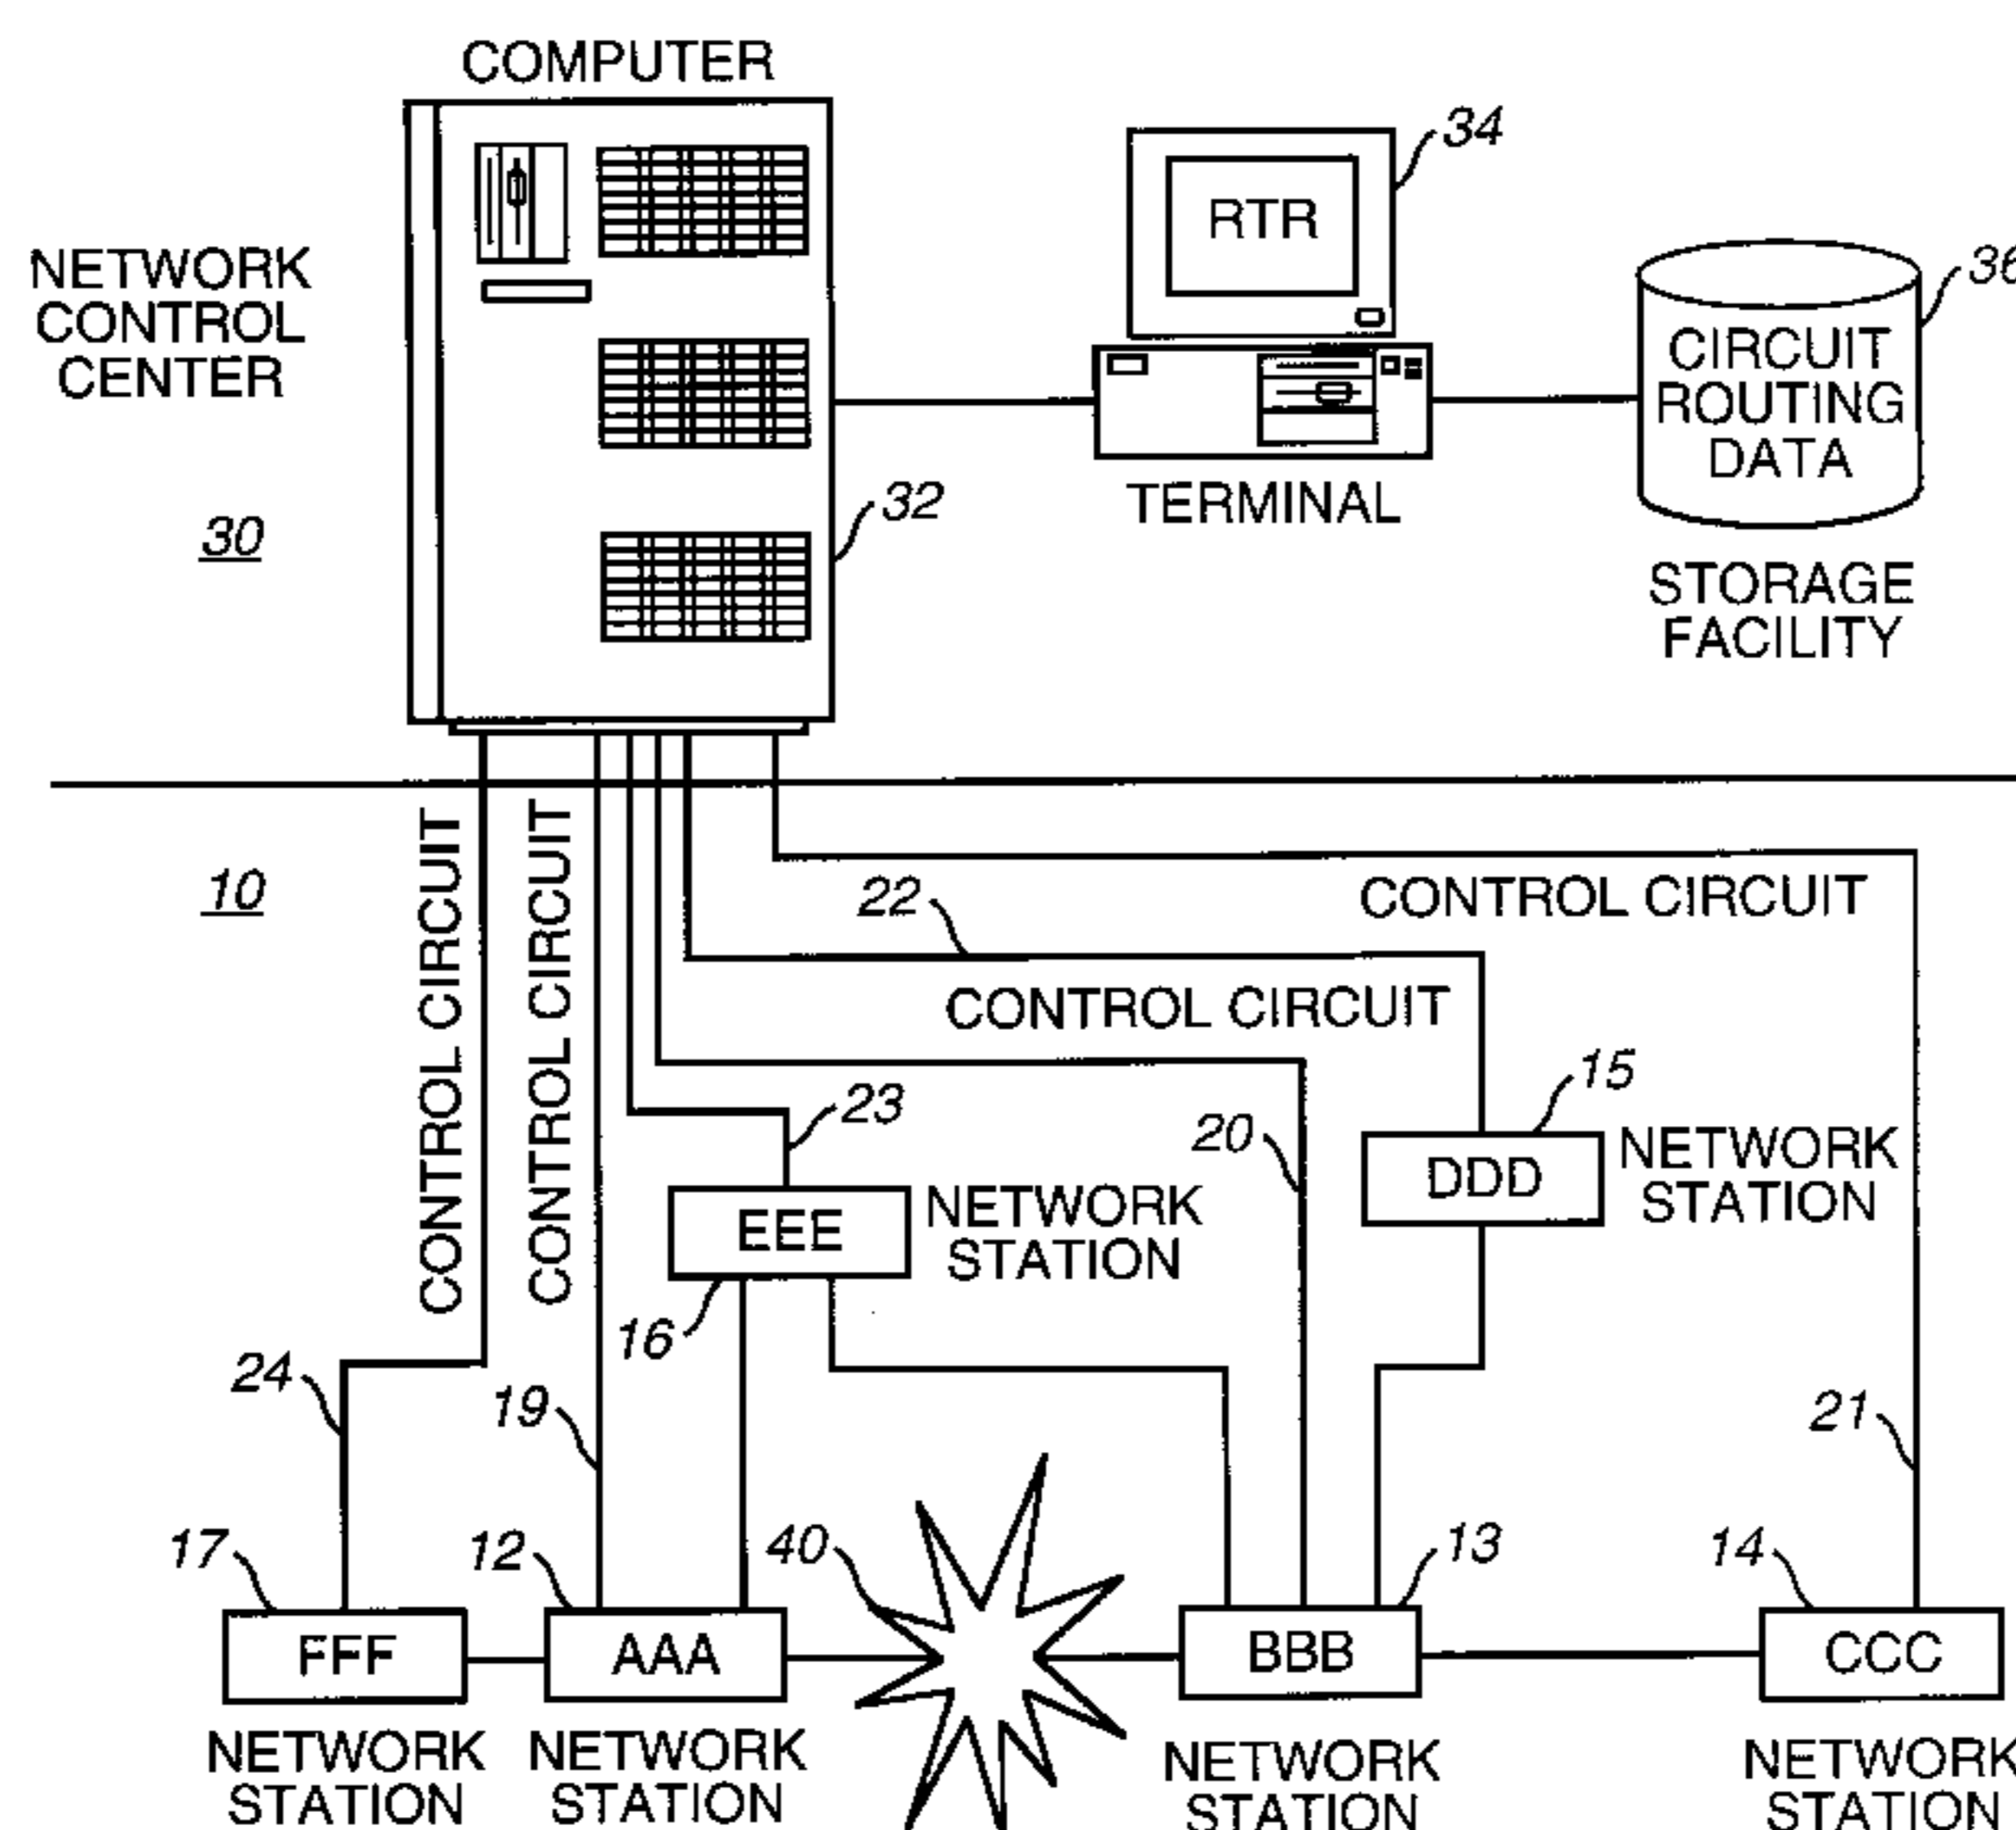 COMPUTER
34
RTR
NETWORK
CONTROL
CENTER
36
CIRCUIT
ROUTING
DATA
32
TERMINAL
30
STORAGE
FACILITY
CONTROL CIRCUIT
CONTROL CIRCUIT
10
22
CONTROL CIRCUIT
CONTROL CIRCUIT
15
23
20
DDD
NETWORK
STATION
EEE
NETWORK
STATION
16
24
19
21
17
12
40
13
14
FFF
AAA
BBB
CCC
NETWORK
STATION
NETWORK
STATION
NETWORK
STATION
NETWORK
STATION